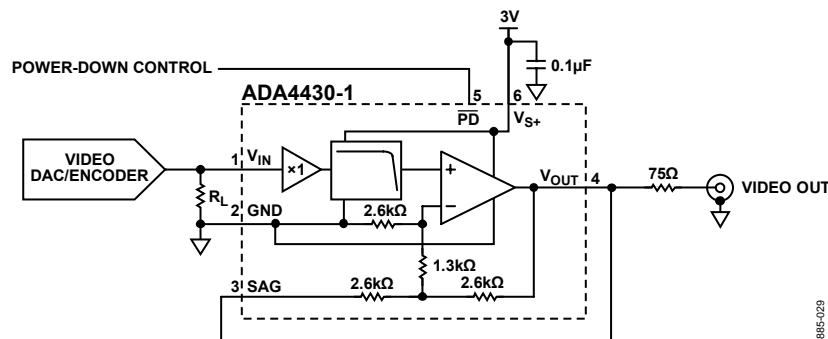 3V
POWER-DOWN CONTROL
0.1µF
ADA4430-1
5
6
PD
VS+
VIDEO
DAC/ENCODER
1
VIN
×1
+
−
VOUT
4
75Ω
VIDEO OUT
RL
2
GND
2.6kΩ
1.3kΩ
3
SAG
2.6kΩ
2.6kΩ
885-029